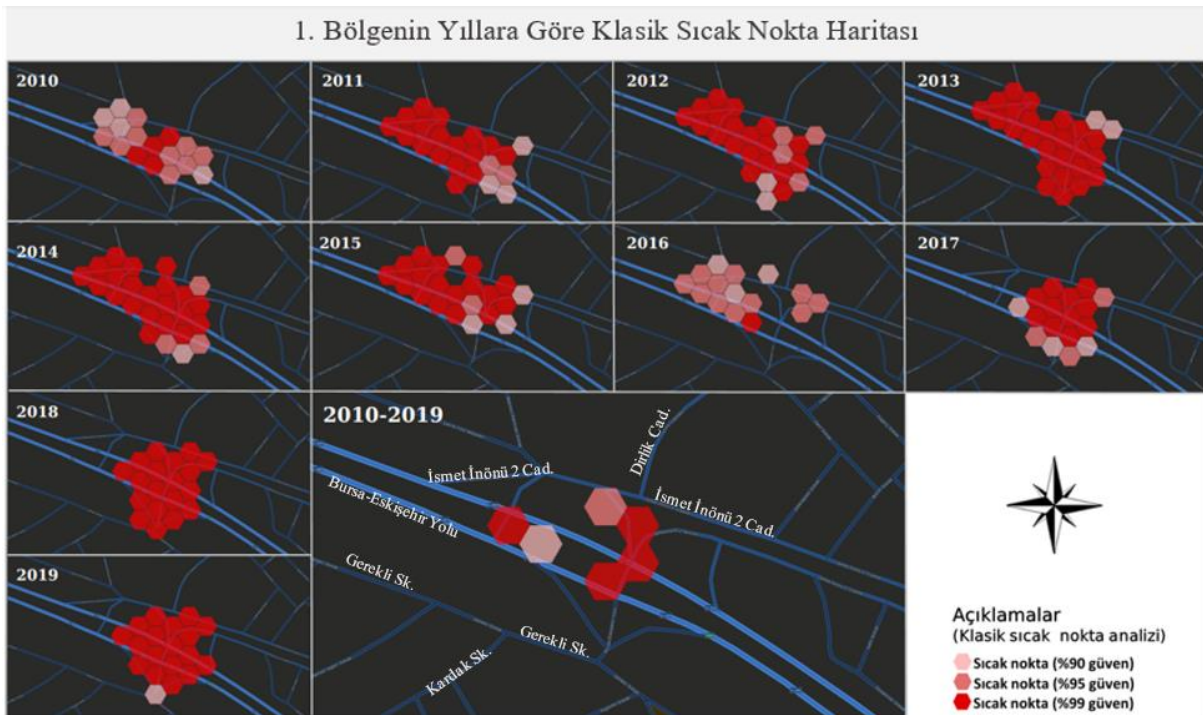 1. Bölgenin Yıllara Göre Klasik Sıcak Nokta Haritası
2010
2011
2012
2013
2014
2015
2016
2017
2018
2010-2019
İsmet İnönü 2 Cad.
Dirlik Cad.
İsmet İnönü 2 Cad.
Bursa-Eskişehir Yolu
Gerekli Sk.
Gerekli Sk.
Kardak Sk.
2019
Açıklamalar
(Klasik sıcak nokta analizi)
Sıcak nokta (%90 güven)
Sıcak nokta (%95 güven)
Sıcak nokta (%99 güven)